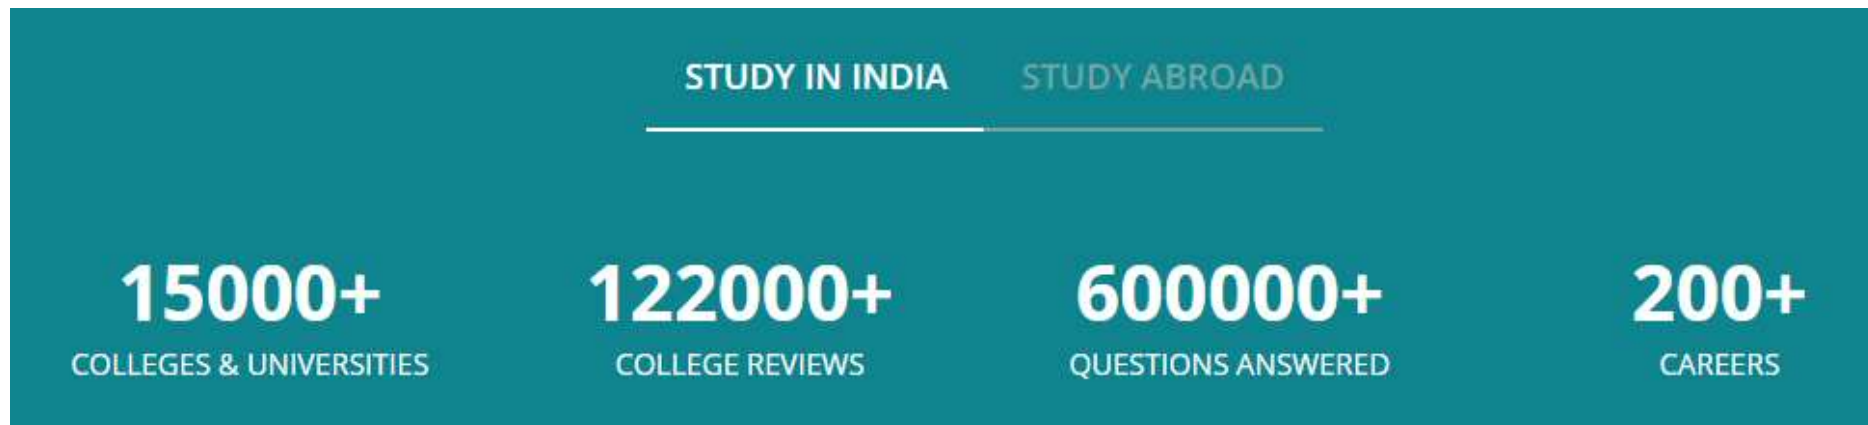 STUDY IN INDIA STUDY ABROAD
15000+ 122000+ 600000+ 200+
COLLEGES & UNIVERSITIES COLLEGE REVIEWS QUESTIONS ANSWERED CAREERS